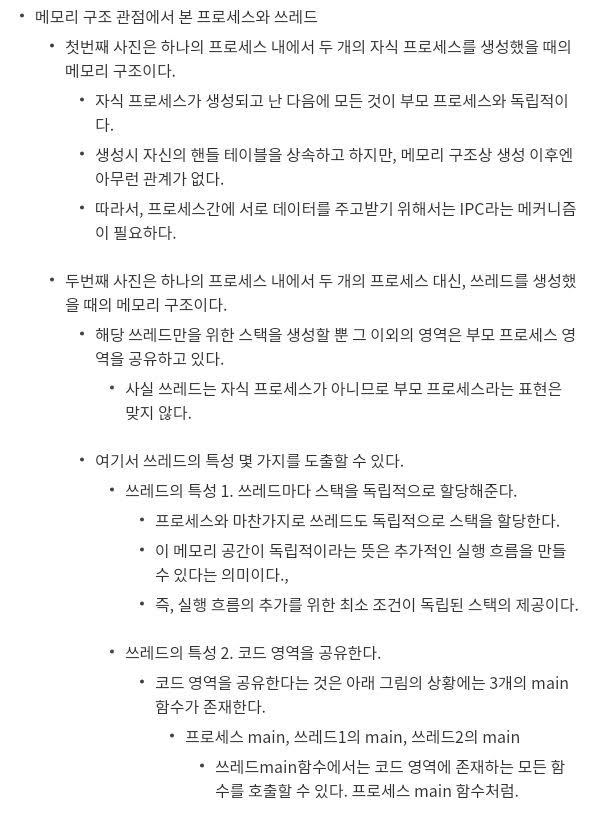 • 메모리 구조 관점에서 본 프로세스와 쓰레드
• 첫번째 사진은 하나의 프로세스 내에서 두 개의 자식 프로세스를 생성했을 때의
메모리 구조이다.
• 자식 프로세스가 생성되고 난 다음에 모든 것이 부모 프로세스와 독립적이
다.
• 생성시 자신의 핸들 테이블을 상속하고 하지만, 메모리 구조상 생성 이후엔
아무런 관계가 없다.
• 따라서, 프로세스간에 서로 데이터를 주고받기 위해서는 IPC라는 메커니즘
이 필요하다.
• 두번째 사진은 하나의 프로세스 내에서 두 개의 프로세스 대신, 쓰레드를 생성했
을 때의 메모리 구조이다.
• 해당 쓰레드만을 위한 스택을 생성할 뿐 그 이외의 영역은 부모 프로세스 영
역을 공유하고 있다.
• 사실 쓰레드는 자식 프로세스가 아니므로 부모 프로세스라는 표현은
맞지 않다.
• 여기서 쓰레드의 특성 몇 가지를 도출할 수 있다.
• 쓰레드의 특성 1. 쓰레드마다 스택을 독립적으로 할당해준다.
• 프로세스와 마찬가지로 쓰레드도 독립적으로 스택을 할당한다.
• 이 메모리 공간이 독립적이라는 뜻은 추가적인 실행 흐름을 만들
수 있다는 의미이다.,
• 즉, 실행 흐름의 추가를 위한 최소 조건이 독립된 스택의 제공이다.
• 쓰레드의 특성 2. 코드 영역을 공유한다.
• 코드 영역을 공유한다는 것은 아래 그림의 상황에는 3개의 main
함수가 존재한다.
• 프로세스 main, 쓰레드1의 main, 쓰레드2의 main
• 쓰레드main함수에서는 코드 영역에 존재하는 모든 함
수를 호출할 수 있다. 프로세스 main 함수처럼.